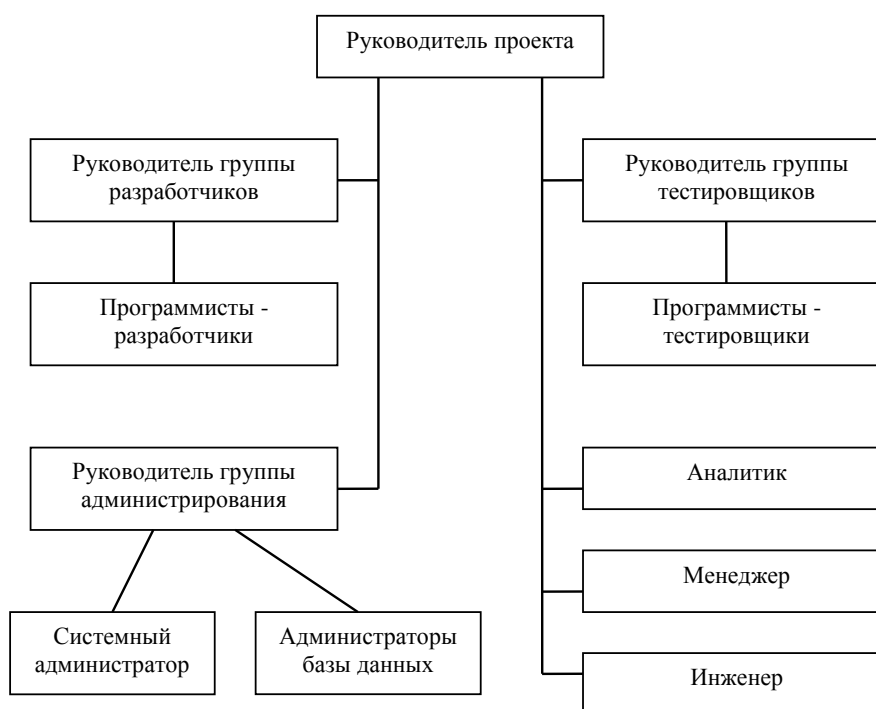 Руководитель проекта
Руководитель группы
разработчиков
Руководитель группы
тестировщиков
Программисты -
разработчики
Программисты -
тестировщики
Руководитель группы
администрирования
Аналитик
Менеджер
Системный
администратор
Администраторы
базы данных
Инженер